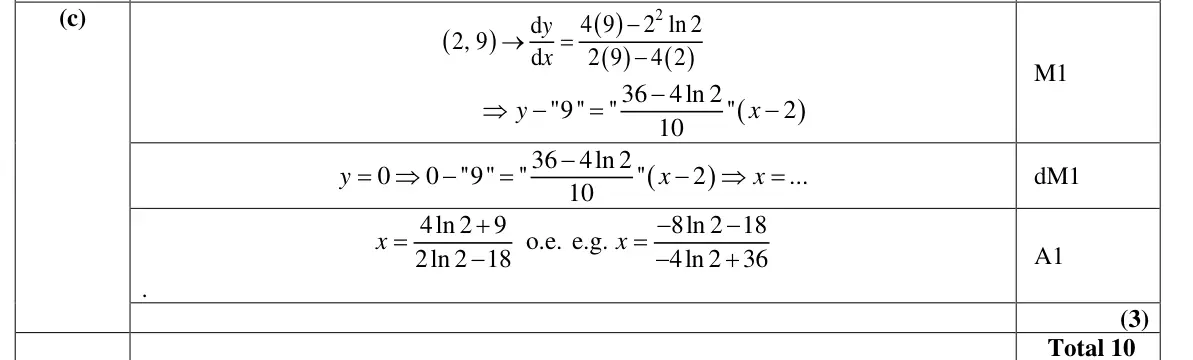 (c)
(2, 9) → dy/dx = (4(9) − 2² ln 2)/(2(9) − 4(2))
⇒ y − "9" = "(36 − 4 ln 2)/10" (x − 2)
M1
y = 0 ⇒ 0 − "9" = "(36 − 4 ln 2)/10" (x − 2) ⇒ x = ...
dM1
x = (4 ln 2 + 9)/(2 ln 2 − 18) o.e. e.g. x = (−8 ln 2 − 18)/(−4 ln 2 + 36)
.
A1
(3)
Total 10